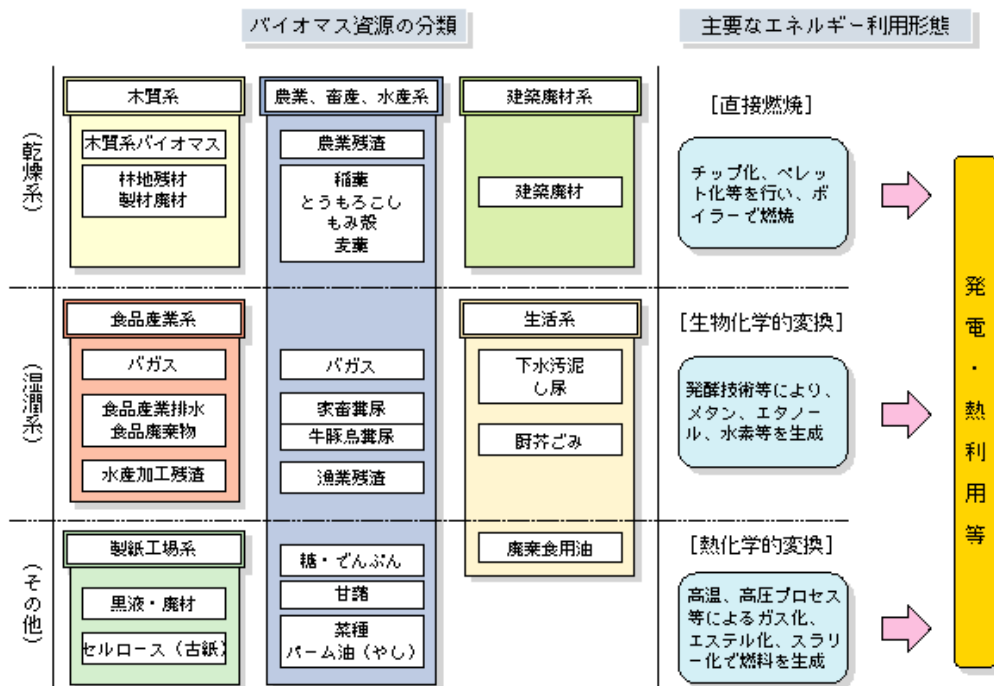 バイオマス資源の分類
主要なエネルギー利用形態
(乾燥系)
木質系
木質系バイオマス
林地残材
製材廃材
農業、畜産、水産系
農業残渣
稲藁
とうもろこし
もみ殻
麦藁
建築廃材系
建築廃材
[直接燃焼]
チップ化、ペレッ
ト化等を行い、ボ
イラーで燃焼
(湿潤系)
食品産業系
バガス
食品産業排水
食品廃棄物
水産加工残渣
バガス
家畜糞尿
牛豚鳥糞尿
漁業残渣
生活系
下水汚泥
し尿
厨芥ごみ
[生物化学的変換]
発酵技術等により、
メタン、エタノー
ル、水素等を生成
(その他)
製紙工場系
黒液・廃材
セルロース(古紙)
糖・でんぷん
甘藷
菜種
パーム油(やし)
廃棄食用油
[熱化学的変換]
高温、高圧プロセス
等によるガス化、
エステル化、スラリ
ー化で燃料を生成
発電・熱利用等